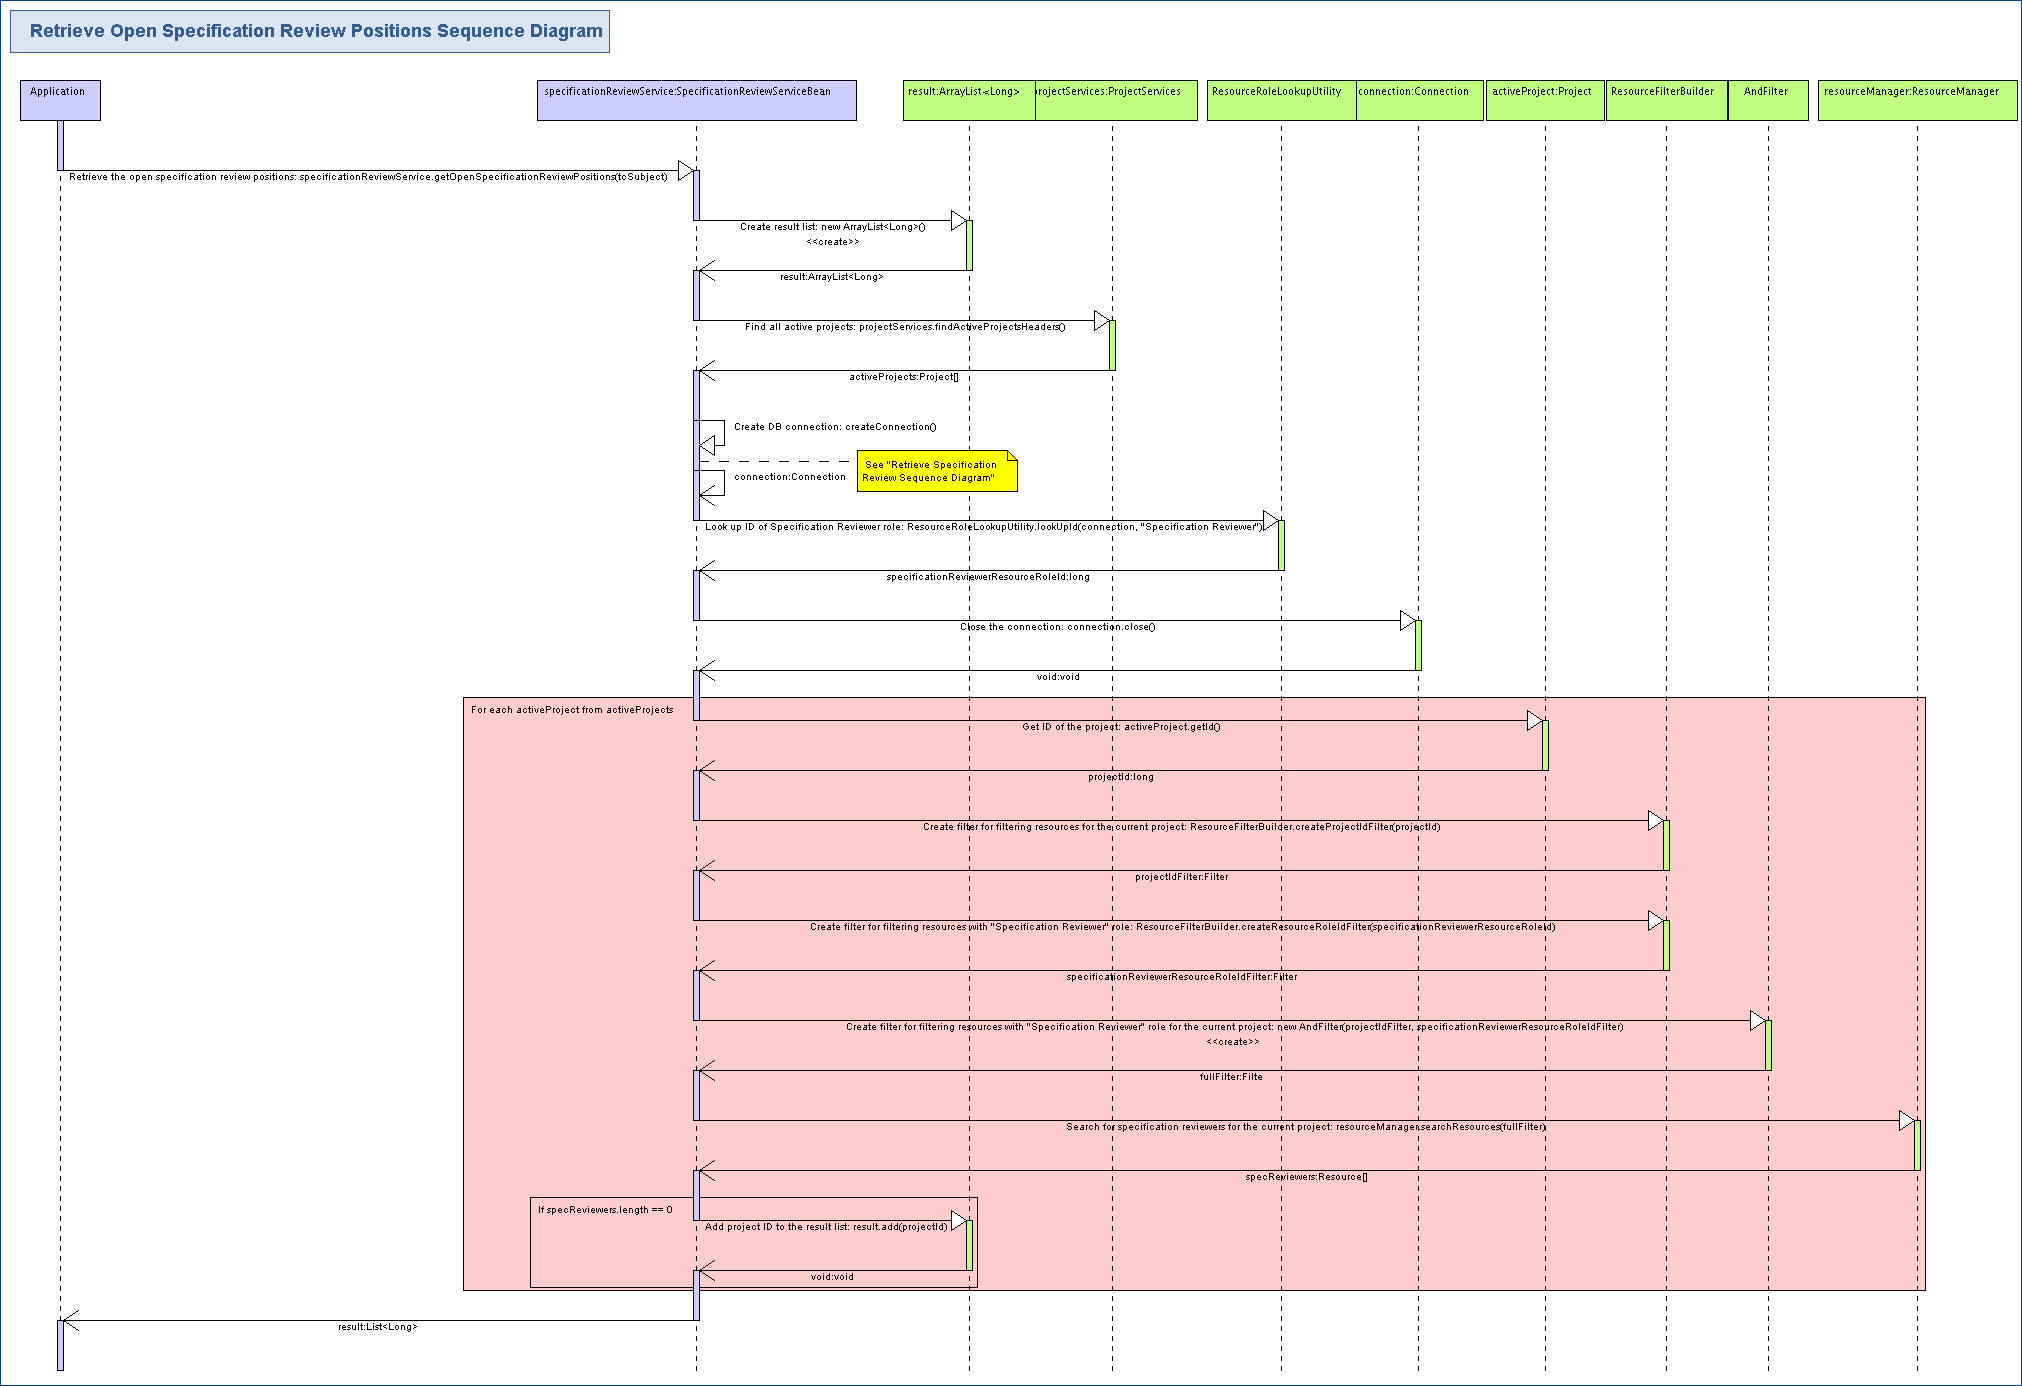 Retrieve Open Specification Review Positions Sequence Diagram
Application
specificationReviewService:SpecificationReviewServiceBean
result:ArrayList<Long>
rojectServices:ProjectServices
ResourceRoleLookupUtility
connection:Connection
activeProject:Project
ResourceFilterBuilder
AndFilter
resourceManager:ResourceManager
Retrieve the open specification review positions: specificationReviewService.getOpenSpecificationReviewPositions(tcSubject)
Create result list: new ArrayList<Long>()
<<create>>
result:ArrayList<Long>
Find all active projects: projectServices.findActiveProjectsHeaders()
activeProjects:Project[]
Create DB connection: createConnection()
See "Retrieve Specification
Review Sequence Diagram"
connection:Connection
Look up ID of Specification Reviewer role: ResourceRoleLookupUtility.lookUpId(connection, "Specification Reviewer")
specificationReviewerResourceRoleId:long
Close the connection: connection.close()
void:void
For each activeProject from activeProjects
Get ID of the project: activeProject.getId()
projectId:long
Create filter for filtering resources for the current project: ResourceFilterBuilder.createProjectIdFilter(projectId)
projectIdFilter:Filter
Create filter for filtering resources with "Specification Reviewer" role: ResourceFilterBuilder.createResourceRoleIdFilter(specificationReviewerResourceRoleId)
specificationReviewerResourceRoleIdFilter:Filter
Create filter for filtering resources with "Specification Reviewer" role for the current project: new AndFilter(projectIdFilter, specificationReviewerResourceRoleIdFilter)
<<create>>
fullFilter:Filte
Search for specification reviewers for the current project: resourceManager.searchResources(fullFilter)
specReviewers:Resource[]
If specReviewers.length == 0
Add project ID to the result list: result.add(projectId)
void:void
result:List<Long>